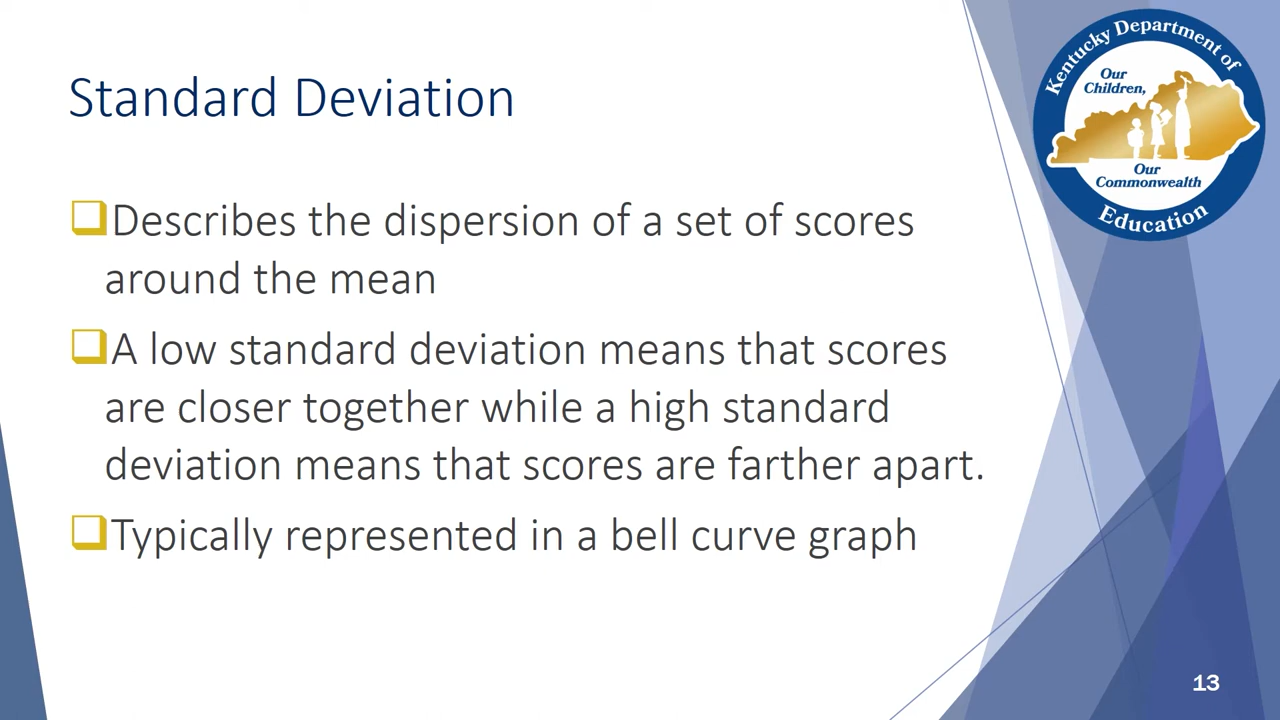 Standard Deviation
Kentucky Department of
Our
Children,
Our
Commonwealth
Education
Describes the dispersion of a set of scores
around the mean
A low standard deviation means that scores
are closer together while a high standard
deviation means that scores are farther apart.
Typically represented in a bell curve graph
13